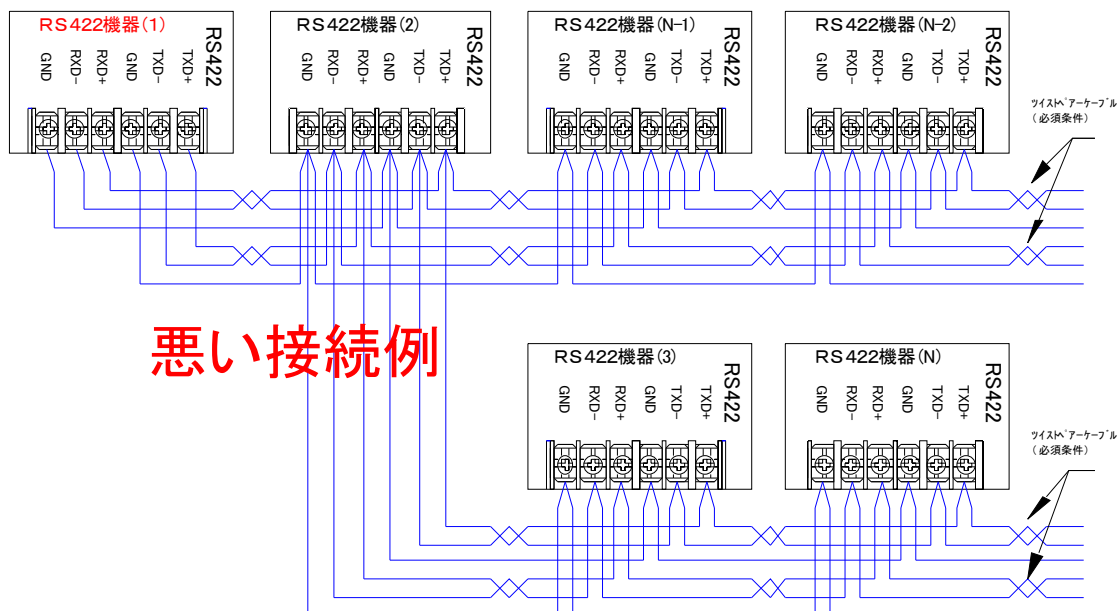 RS422機器(1)
GND RXD- RXD+ GND TXD- TXD+
RS422
RS422機器(2)
GND RXD- RXD+ GND TXD- TXD+
RS422
RS422機器(N-1)
GND RXD- RXD+ GND TXD- TXD+
RS422
RS422機器(N-2)
GND RXD- RXD+ GND TXD- TXD+
RS422
ツイストペアーケーブル
(必須条件)
悪い接続例
RS422機器(3)
GND RXD- RXD+ GND TXD- TXD+
RS422
RS422機器(N)
GND RXD- RXD+ GND TXD- TXD+
RS422
ツイストペアーケーブル
(必須条件)